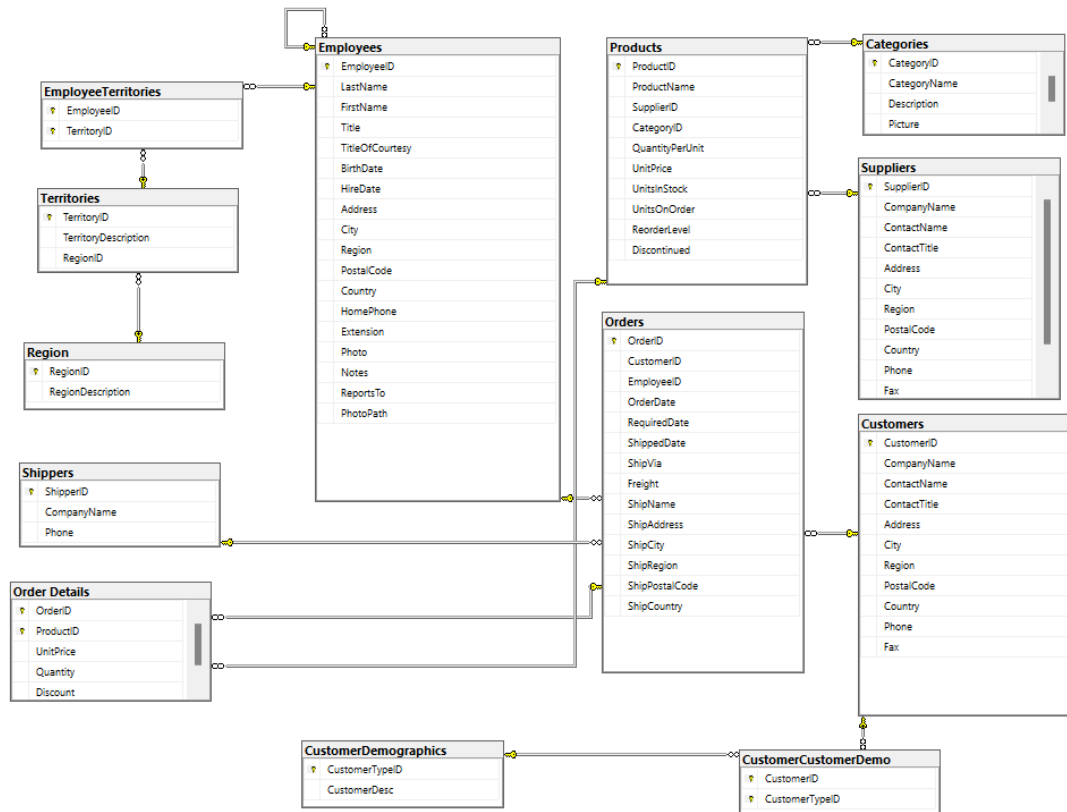 Employees
EmployeeID
LastName
FirstName
Title
TitleOfCourtesy
BirthDate
HireDate
Address
City
Region
PostalCode
Country
HomePhone
Extension
Photo
Notes
ReportsTo
PhotoPath
Products
ProductID
ProductName
SupplierID
CategoryID
QuantityPerUnit
UnitPrice
UnitsInStock
UnitsOnOrder
ReorderLevel
Discontinued
Categories
CategoryID
CategoryName
Description
Picture
EmployeeTerritories
EmployeeID
TerritoryID
Suppliers
SupplierID
CompanyName
ContactName
ContactTitle
Address
City
Region
PostalCode
Country
Phone
Fax
Territories
TerritoryID
TerritoryDescription
RegionID
Orders
OrderID
CustomerID
EmployeeID
OrderDate
RequiredDate
ShippedDate
ShipVia
Freight
ShipName
ShipAddress
ShipCity
ShipRegion
ShipPostalCode
ShipCountry
Region
RegionID
RegionDescription
Customers
CustomerID
CompanyName
ContactName
ContactTitle
Address
City
Region
PostalCode
Country
Phone
Fax
Shippers
ShipperID
CompanyName
Phone
Order Details
OrderID
ProductID
UnitPrice
Quantity
Discount
CustomerDemographics
CustomerTypeID
CustomerDesc
CustomerCustomerDemo
CustomerID
CustomerTypeID